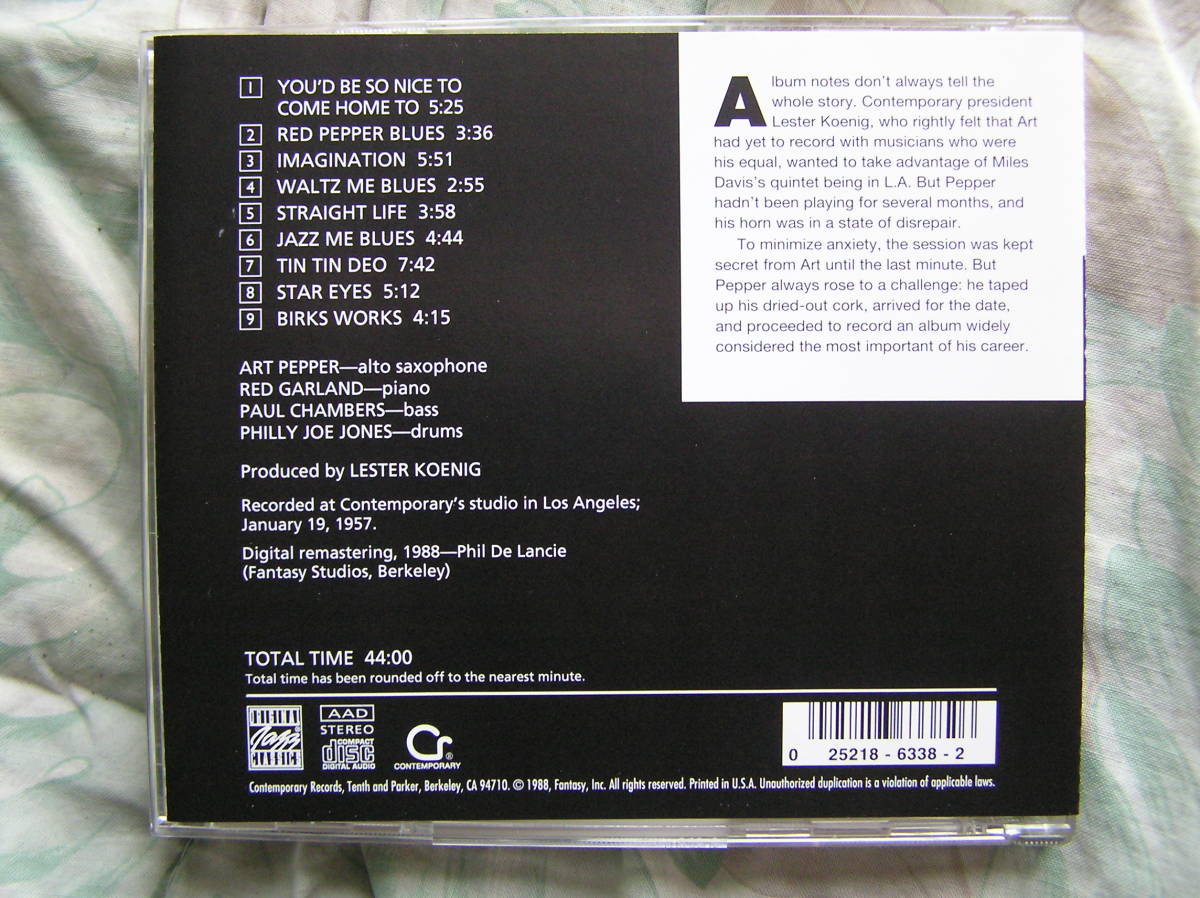 1 YOU'D BE SO NICE TO
COME HOME TO 5:25
2 RED PEPPER BLUES 3:36
3 IMAGINATION 5:51
4 WALTZ ME BLUES 2:55
5 STRAIGHT LIFE 3:58
6 JAZZ ME BLUES 4:44
7 TIN TIN DEO 7:42
8 STAR EYES 5:12
9 BIRKS WORKS 4:15
ART PEPPER—alto saxophone
RED GARLAND—piano
PAUL CHAMBERS—bass
PHILLY JOE JONES—drums
Produced by LESTER KOENIG
Recorded at Contemporary's studio in Los Angeles;
January 19, 1957.
Digital remastering, 1988—Phil De Lancie
(Fantasy Studios, Berkeley)
Album notes don't always tell the
whole story. Contemporary president
Lester Koenig, who rightly felt that Art
had yet to record with musicians who were
his equal, wanted to take advantage of Miles
Davis's quintet being in L.A. But Pepper
hadn't been playing for several months, and
his horn was in a state of disrepair.
To minimize anxiety, the session was kept
secret from Art until the last minute. But
Pepper always rose to a challenge: he taped
up his dried-out cork, arrived for the date,
and proceeded to record an album widely
considered the most important of his career.
TOTAL TIME 44:00
Total time has been rounded off to the nearest minute.
ORIGINAL
Jazz
CLASSICS
AAD
STEREO
COMPACT
disc
DIGITAL AUDIO
CR®
CONTEMPORARY
0 25218 - 6338 - 2
Contemporary Records, Tenth and Parker, Berkeley, CA 94710. © 1988, Fantasy, Inc. All rights reserved. Printed in U.S.A. Unauthorized duplication is a violation of applicable laws.